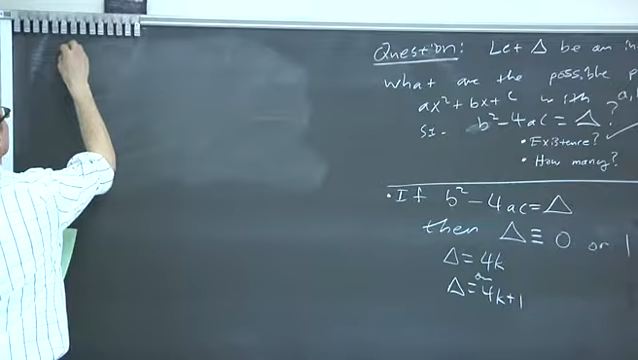 Question: Let Δ be an in
What are the possible p
ax² + bx + c with a,
s.t. b² - 4ac = Δ ?
• Existence? ✓
• How many?
• If b² - 4ac = Δ
then Δ ≡ 0 or 1
Δ = 4k
or
Δ = 4k+1